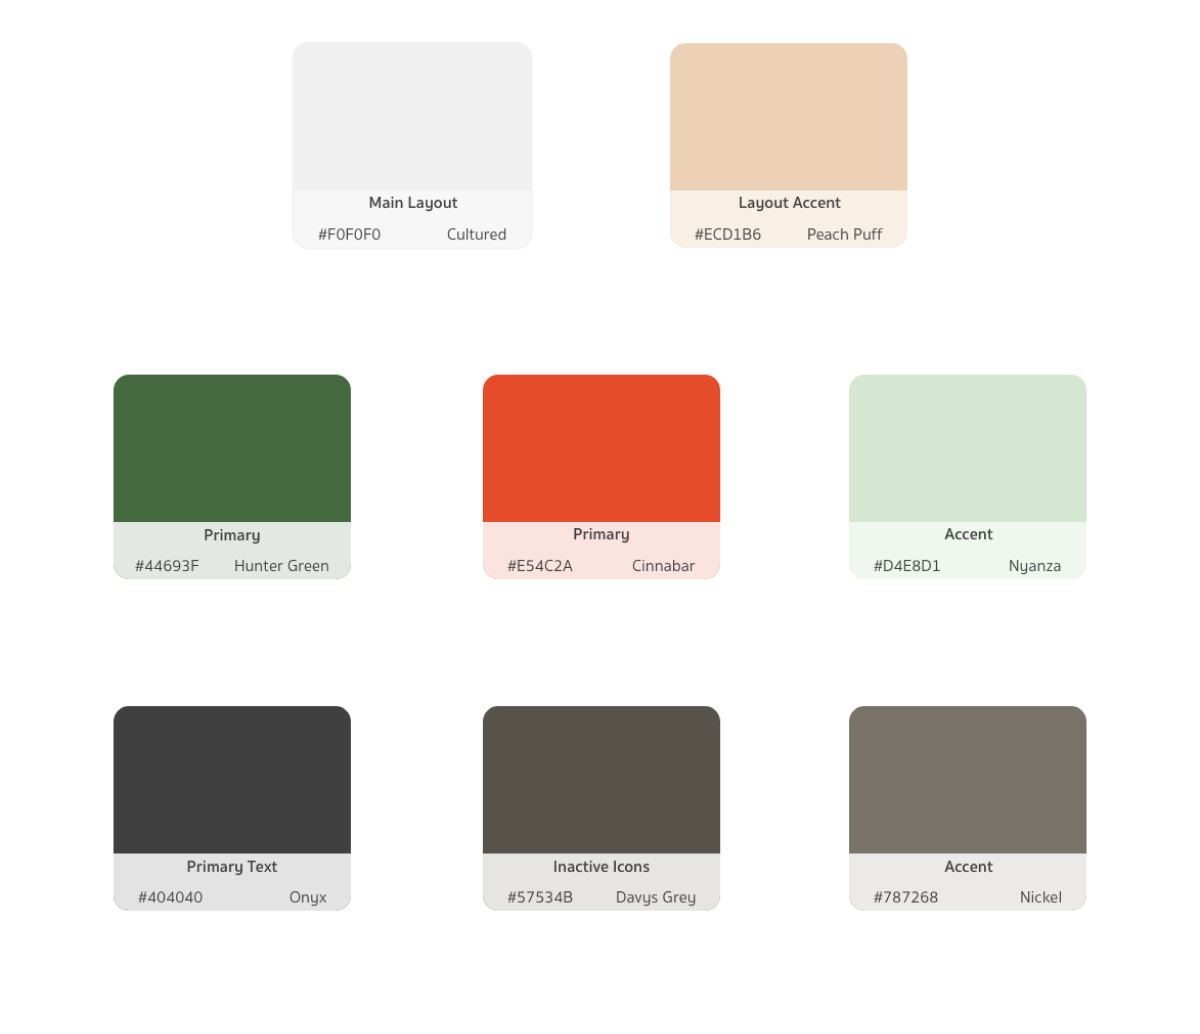 Main Layout
#F0F0F0 Cultured
Layout Accent
#ECD1B6 Peach Puff
Primary
#44693F Hunter Green
Primary
#E54C2A Cinnabar
Accent
#D4E8D1 Nyanza
Primary Text
#404040 Onyx
Inactive Icons
#57534B Davys Grey
Accent
#787268 Nickel